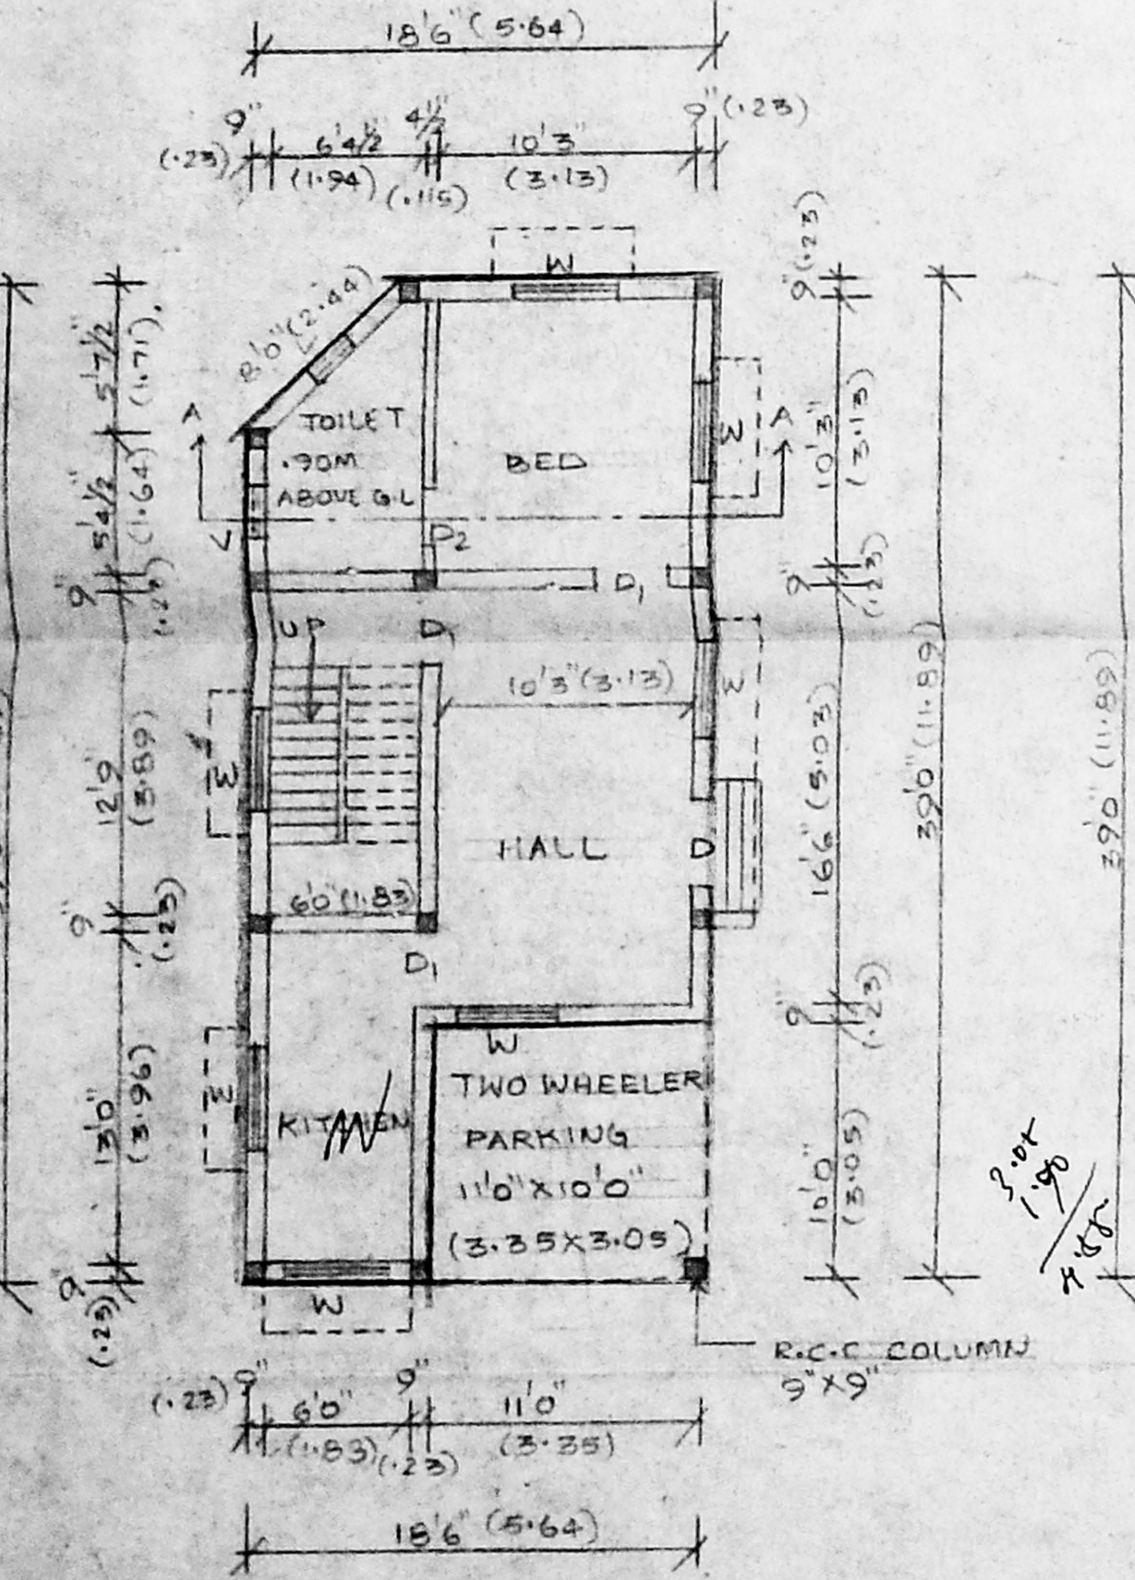 18'6" (5.64)
9" 6'4½" 4½" 10'3" 9" (.23)
(.23) (1.94) (.115) (3.13)
W
8'0" (2.44)
TOILET
.90M
ABOVE G.L
BED
A
A
V
W
D2
D1
9" (.23)
10'3" (3.13)
9" (.23)
16'6" (5.03)
9" (.23)
10'0" (3.05)
39'0" (11.89)
39'0" (11.89)
5'7½" (1.71).
5'4½" (1.64)
9" (.23)
12'9" (3.89)
9" (.23)
13'0" (3.96)
9" (.23)
UP
D1
10'3" (3.13)
W
W
HALL
D
6'0" (1.83)
D1
W
W
KITCHEN
TWO WHEELER
PARKING
11'0" X 10'0"
(3.35X3.05)
W
R.C.C COLUMN
9" X 9"
(.23) 9" 6'0" 9" 11'0"
(1.83) (.23) (3.35)
18'6" (5.64)